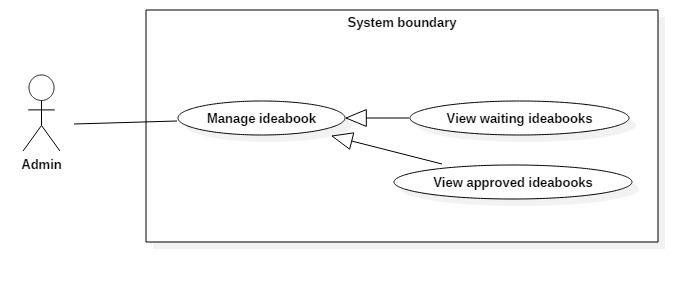 System boundary
Manage ideabook
View waiting ideabooks
Admin
View approved ideabooks